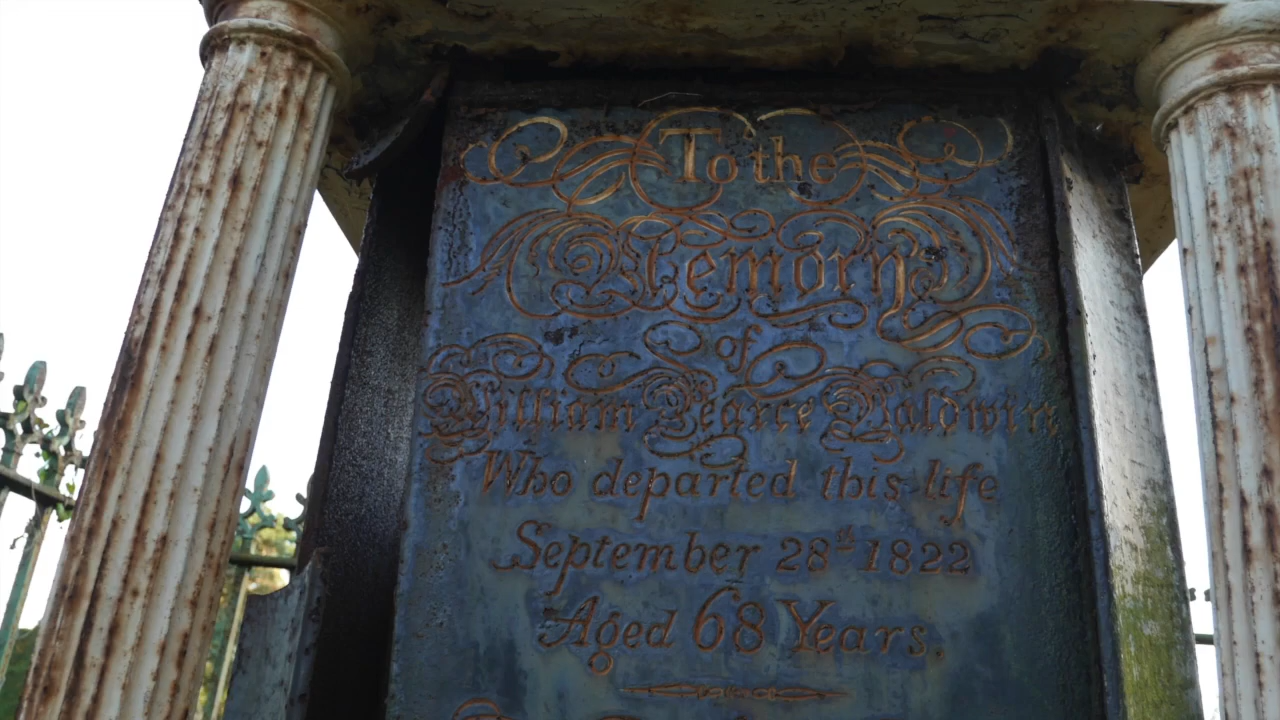 To the
Memory
of
William Pearce Baldwin
Who departed this life
September 28th 1822
Aged 68 Years.